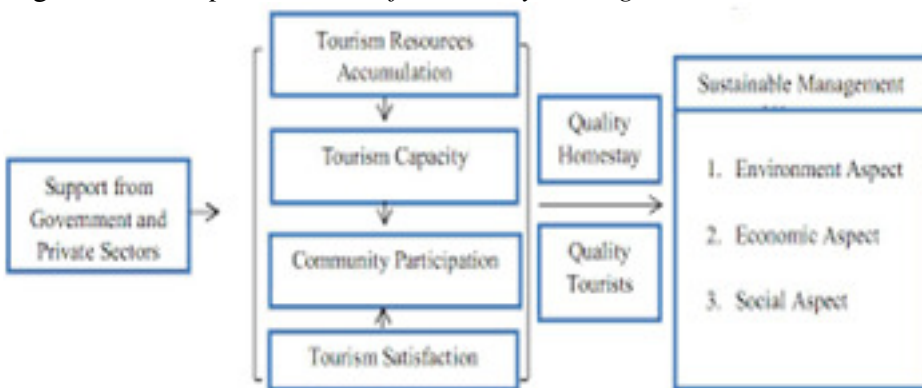 Tourism Resources
Accumulation
Tourism Capacity
Community Participation
Tourism Satisfaction
Support from
Government and
Private Sectors
Quality
Homestay
Quality
Tourists
Sustainable Management
1. Environment Aspect
2. Economic Aspect
3. Social Aspect